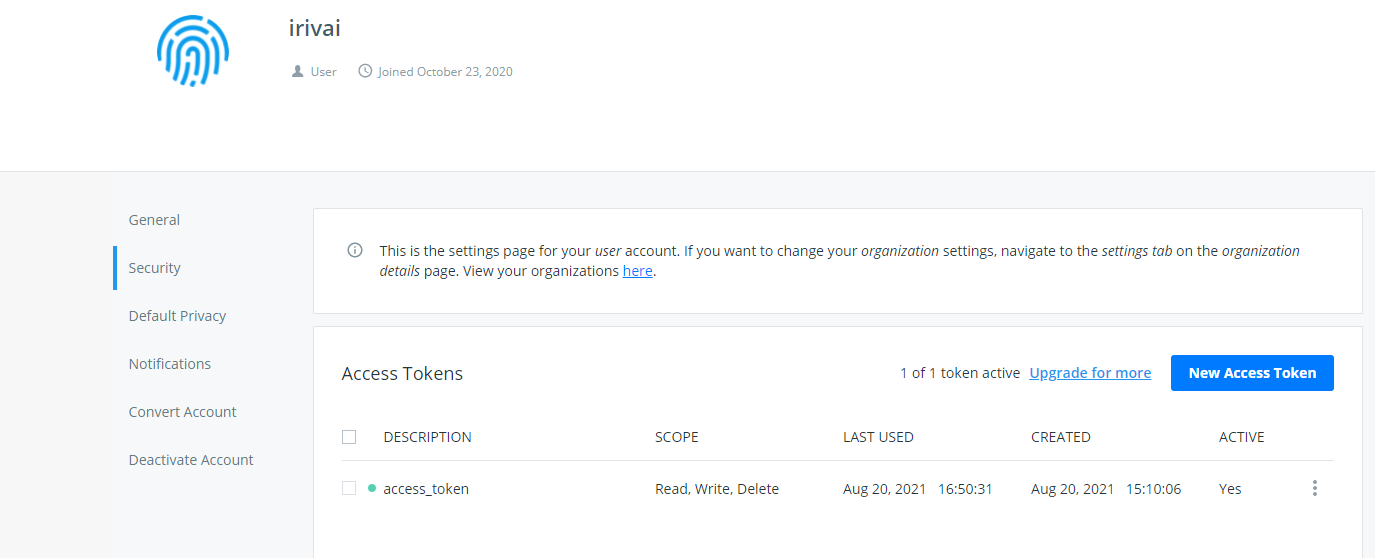 irivai
User Joined October 23, 2020
General
Security
Default Privacy
Notifications
Convert Account
Deactivate Account
This is the settings page for your user account. If you want to change your organization settings, navigate to the settings tab on the organization
details page. View your organizations here.
Access Tokens 1 of 1 token active Upgrade for more New Access Token
DESCRIPTION SCOPE LAST USED CREATED ACTIVE
access_token Read, Write, Delete Aug 20, 2021 16:50:31 Aug 20, 2021 15:10:06 Yes